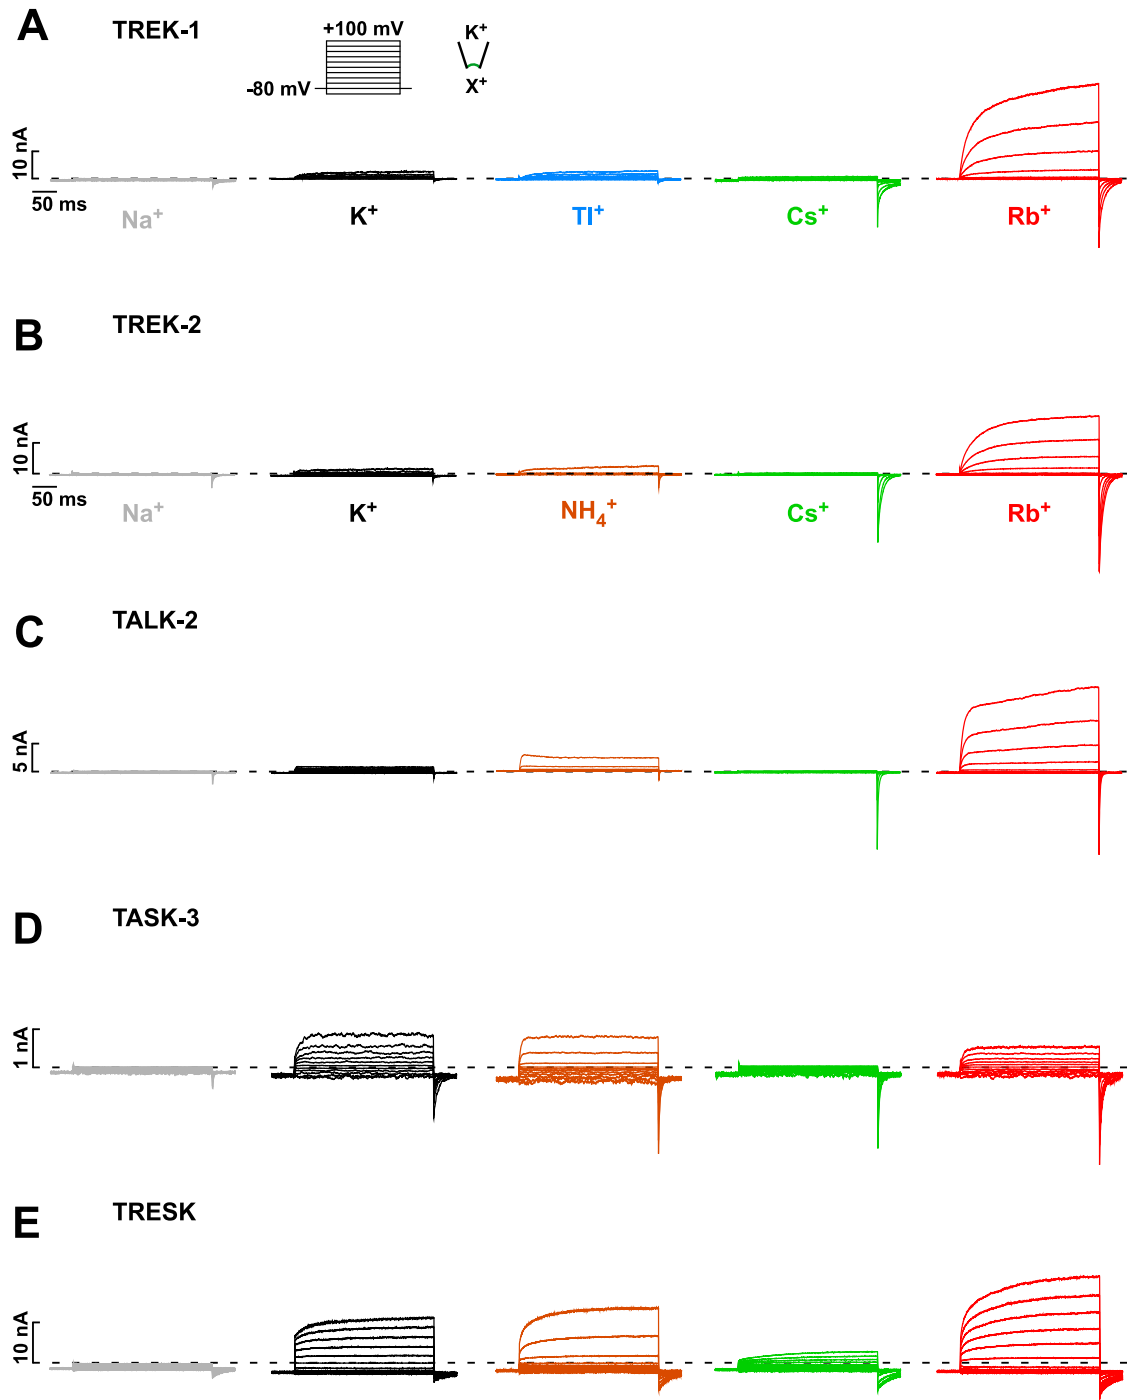 A
TREK-1
+100 mV
-80 mV
K⁺
X⁺
10 nA
50 ms
Na⁺
K⁺
Tl⁺
Cs⁺
Rb⁺
B
TREK-2
10 nA
50 ms
Na⁺
K⁺
NH₄⁺
Cs⁺
Rb⁺
C
TALK-2
5 nA
D
TASK-3
1 nA
E
TRESK
10 nA